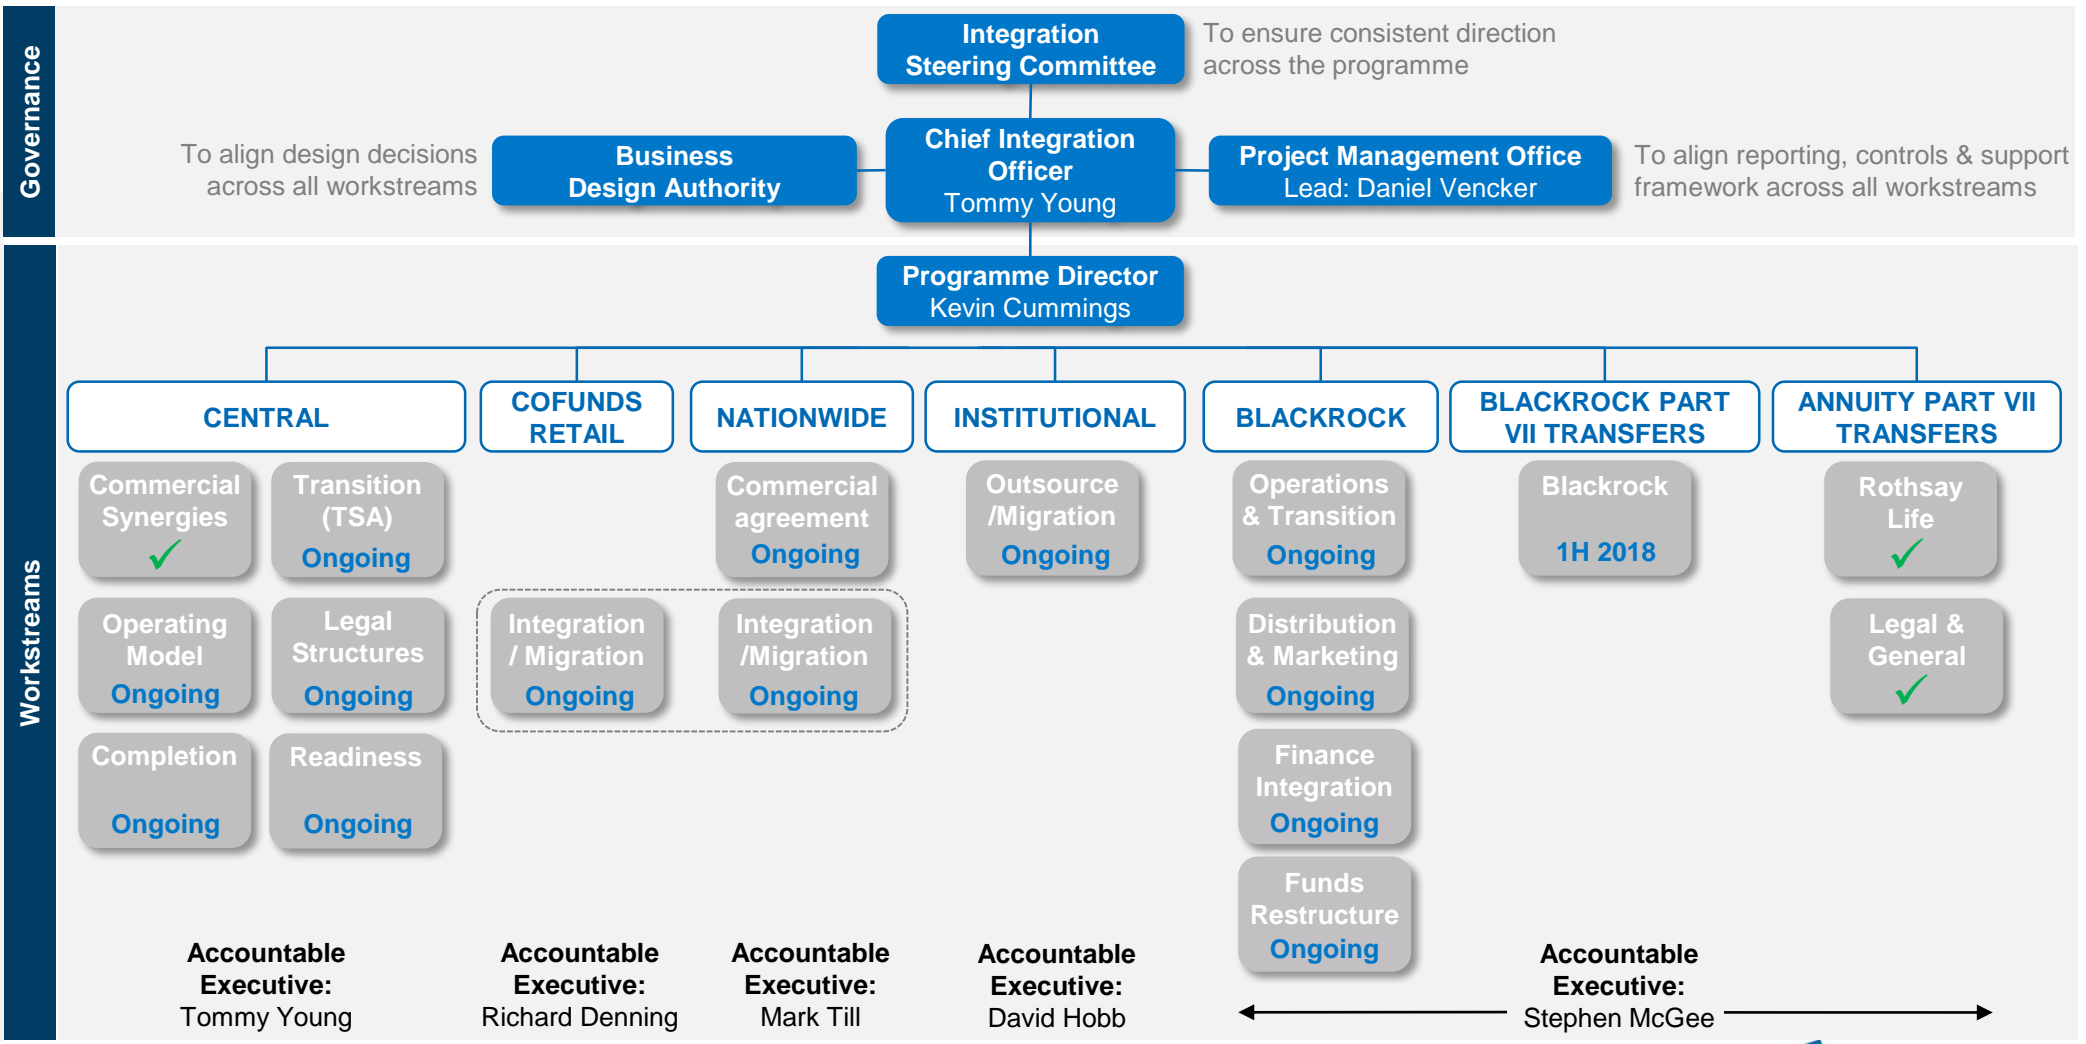 Governance
Integration
Steering Committee
To ensure consistent direction
across the programme
To align design decisions
across all workstreams
Business
Design Authority
Chief Integration
Officer
Tommy Young
Project Management Office
Lead: Daniel Vencker
To align reporting, controls & support
framework across all workstreams
Workstreams
Programme Director
Kevin Cummings
CENTRAL
COFUNDS
RETAIL
NATIONWIDE
INSTITUTIONAL
BLACKROCK
BLACKROCK PART
VII TRANSFERS
ANNUITY PART VII
TRANSFERS
Commercial
Synergies
✓
Transition
(TSA)
Ongoing
Operating
Model
Ongoing
Legal
Structures
Ongoing
Completion
Ongoing
Readiness
Ongoing
Integration
/ Migration
Ongoing
Commercial
agreement
Ongoing
Integration
/Migration
Ongoing
Outsource
/Migration
Ongoing
Operations
& Transition
Ongoing
Distribution
& Marketing
Ongoing
Finance
Integration
Ongoing
Funds
Restructure
Ongoing
Blackrock
1H 2018
Rothsay
Life
✓
Legal &
General
✓
Accountable
Executive:
Tommy Young
Accountable
Executive:
Richard Denning
Accountable
Executive:
Mark Till
Accountable
Executive:
David Hobb
Accountable
Executive:
Stephen McGee